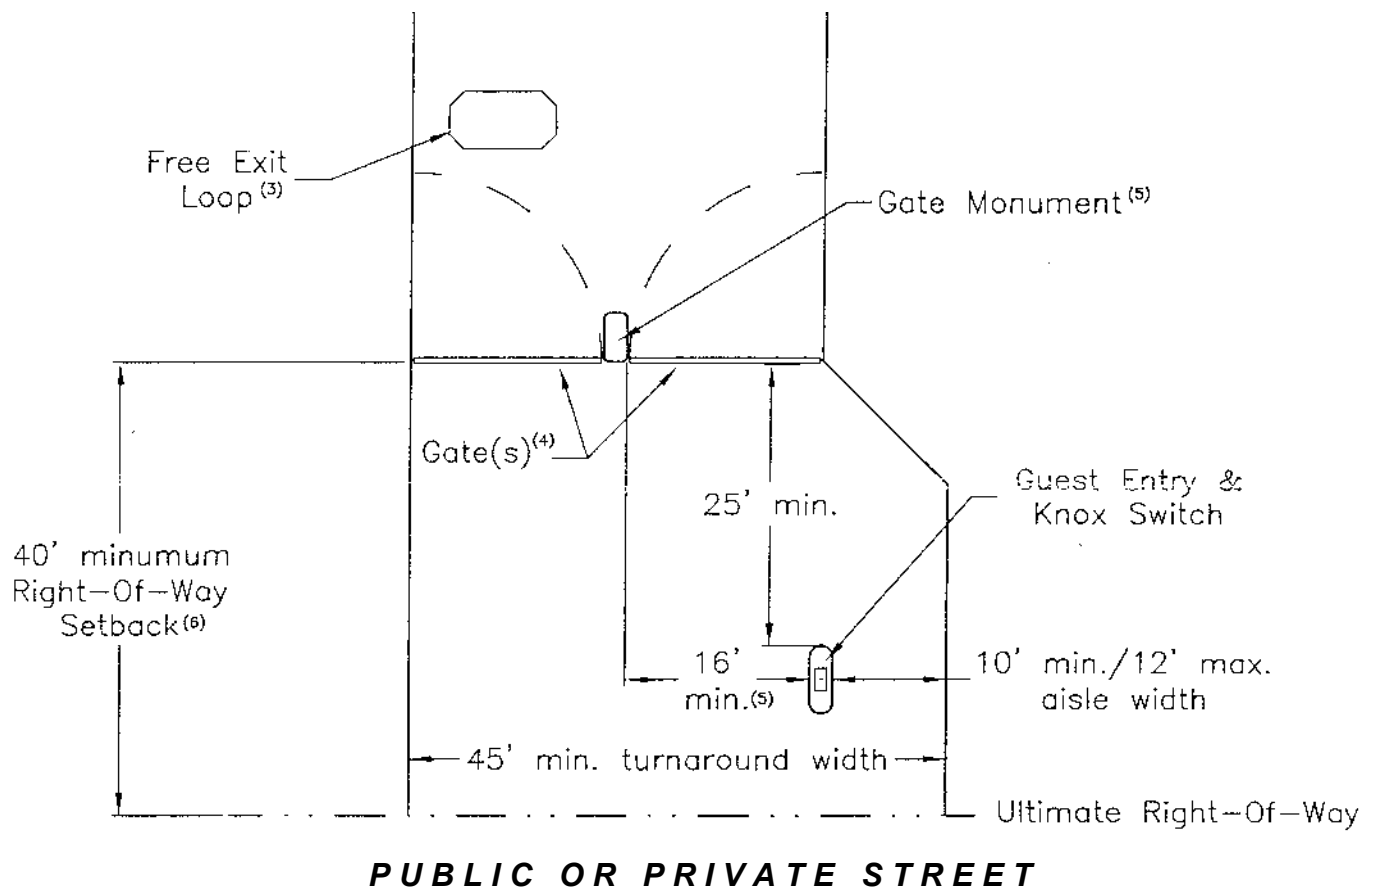 Free Exit
Loop (3)
Gate Monument (5)
Gate(s) (4)
Guest Entry &
Knox Switch
25' min.
40' minumum
Right-Of-Way
Setback (6)
16'
min. (5)
10' min./12' max.
aisle width
45' min. turnaround width
Ultimate Right-Of-Way
PUBLIC OR PRIVATE STREET